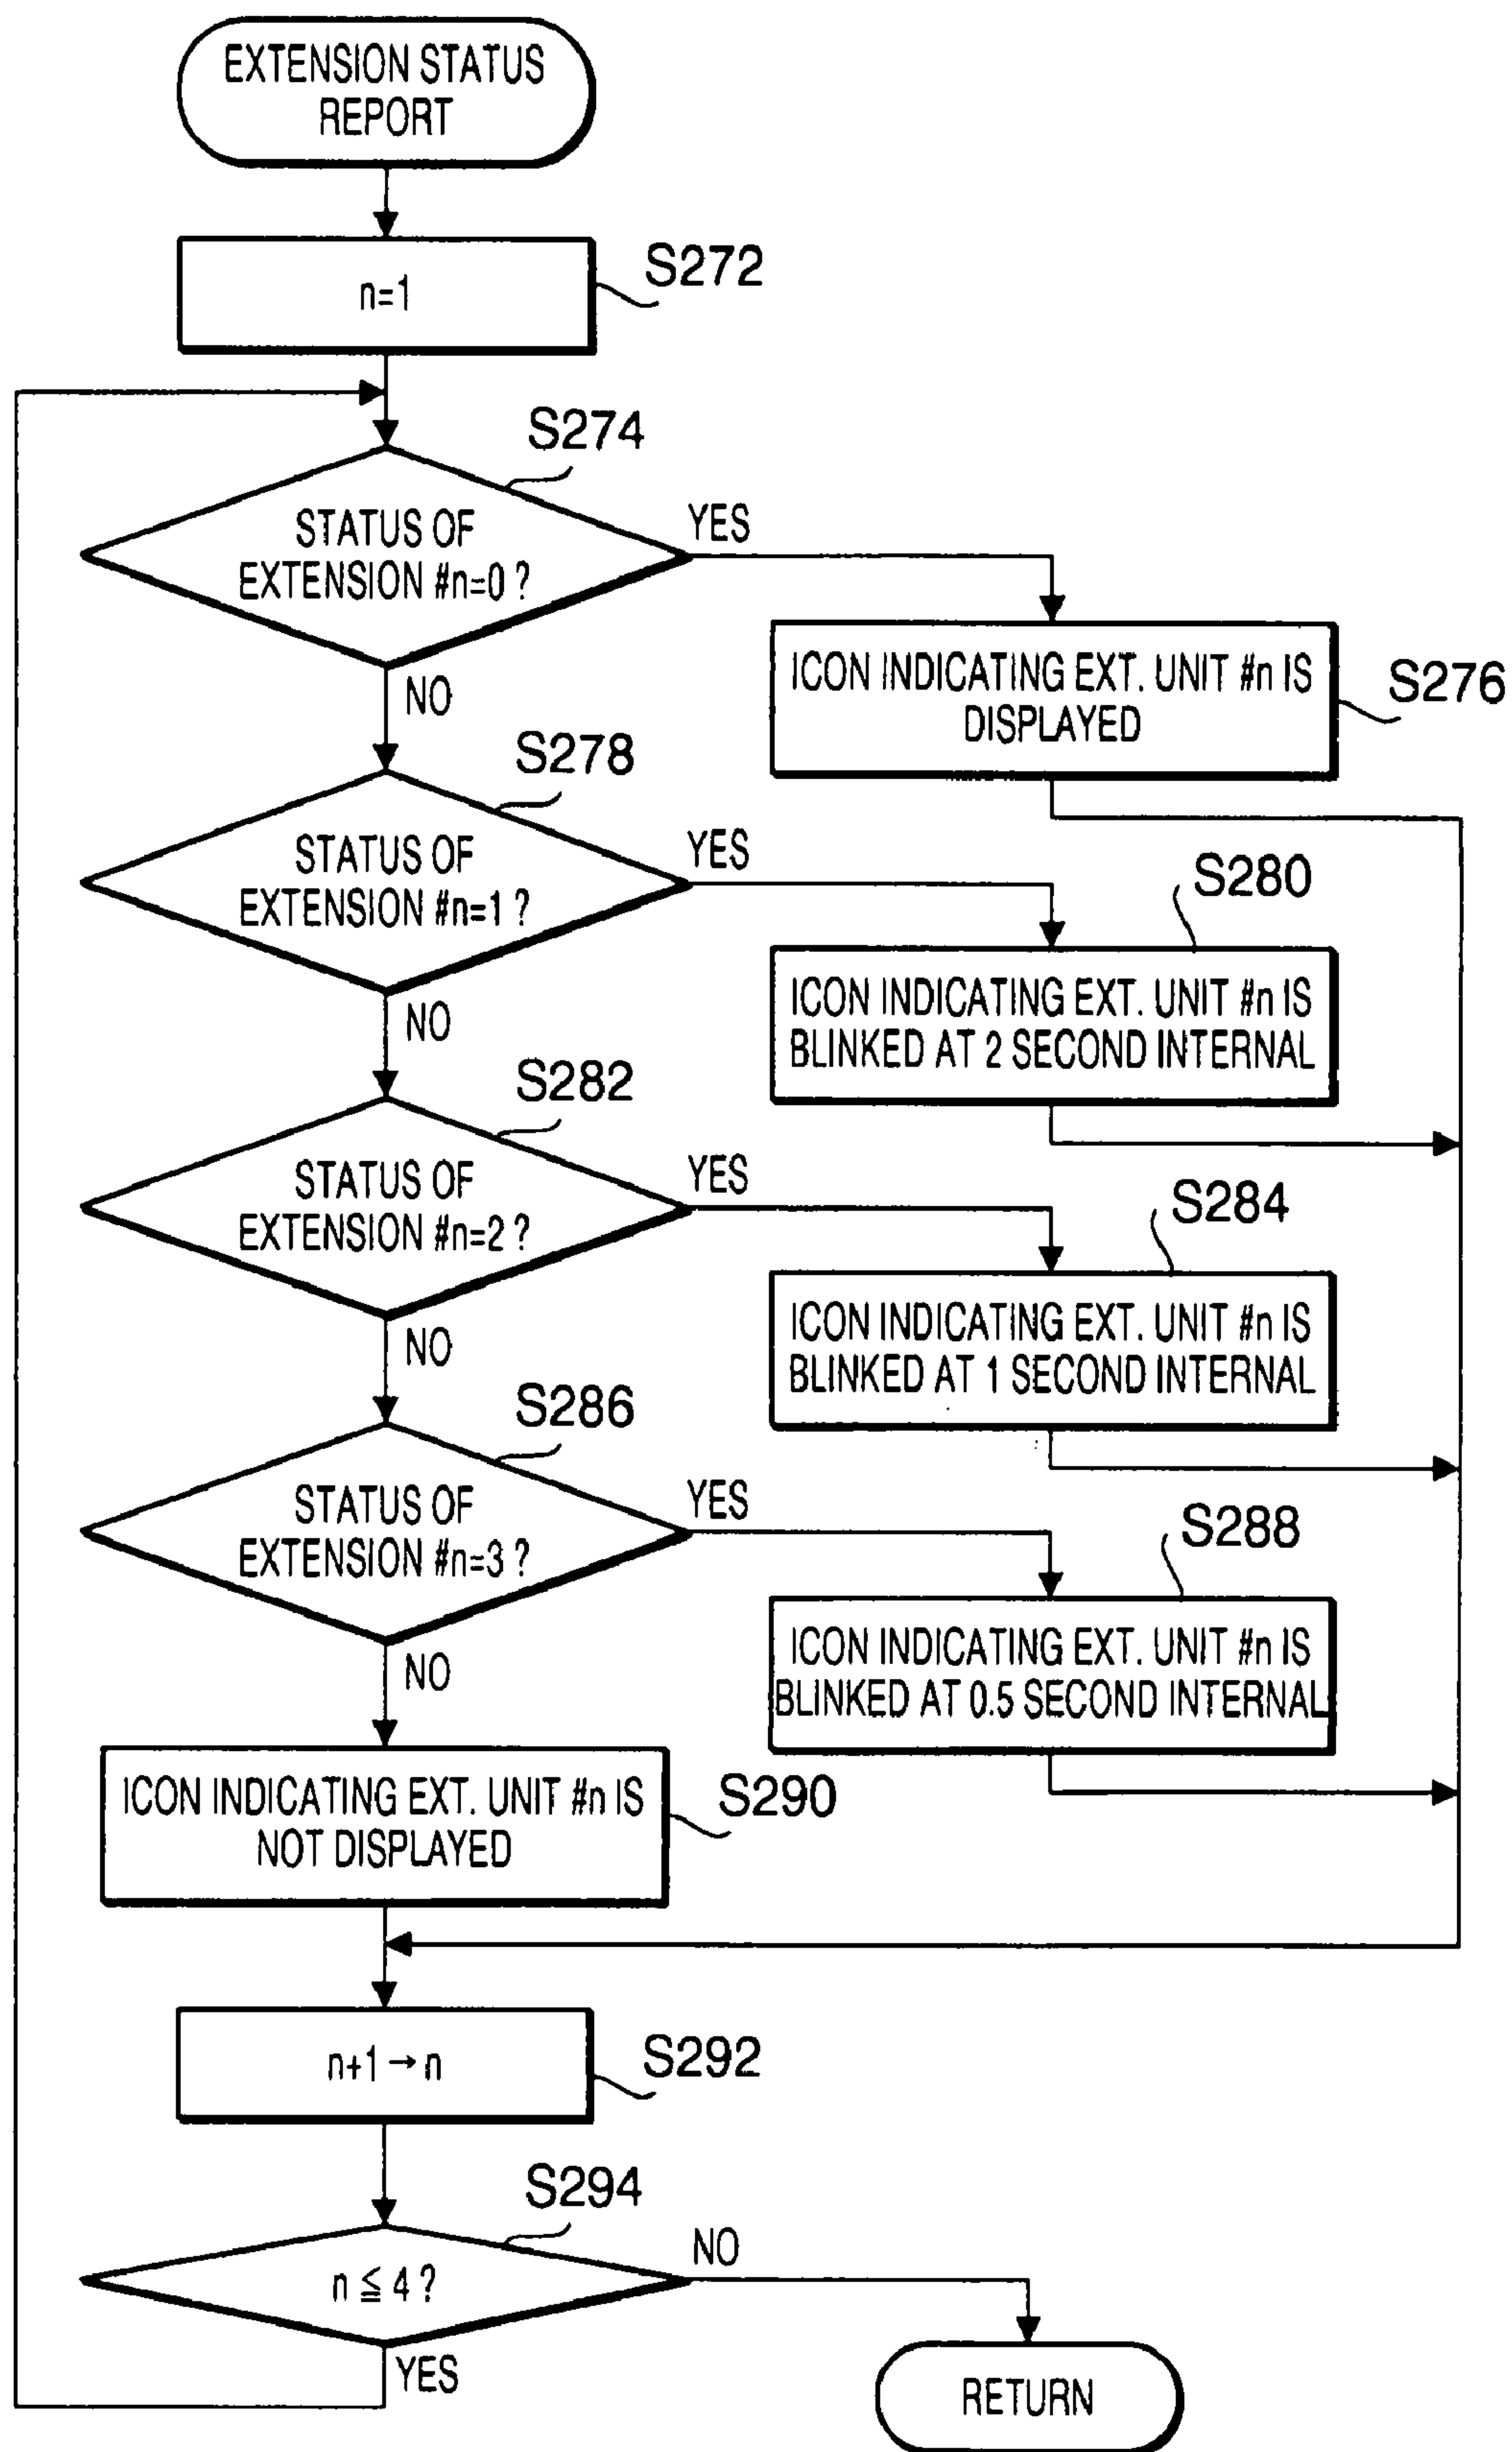 EXTENSION STATUS
REPORT
n=1
S272
S274
STATUS OF
EXTENSION #n=0 ?
YES
NO
ICON INDICATING EXT. UNIT #n IS
DISPLAYED
S276
S278
STATUS OF
EXTENSION #n=1 ?
YES
NO
S280
ICON INDICATING EXT. UNIT #n IS
BLINKED AT 2 SECOND INTERNAL
S282
STATUS OF
EXTENSION #n=2 ?
YES
NO
S284
ICON INDICATING EXT. UNIT #n IS
BLINKED AT 1 SECOND INTERNAL
S286
STATUS OF
EXTENSION #n=3 ?
YES
NO
S288
ICON INDICATING EXT. UNIT #n IS
BLINKED AT 0.5 SECOND INTERNAL
ICON INDICATING EXT. UNIT #n IS
NOT DISPLAYED
S290
n+1→n
S292
S294
n ≦ 4 ?
NO
YES
RETURN